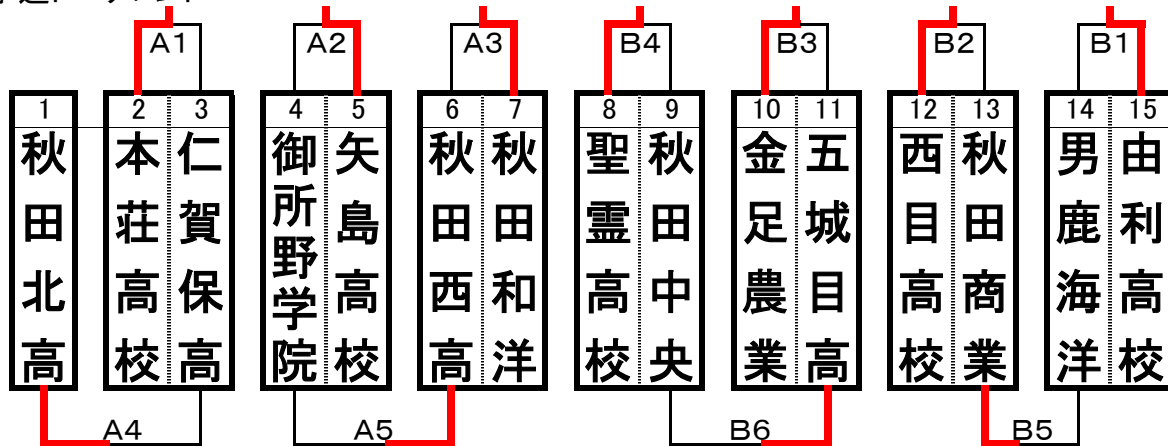 A1 A2 A3 B4 B3 B2 B1
1 2 3 4 5 6 7 8 9 10 11 12 13 14 15
秋田北高
本荘高校
仁賀保高
御所野学院
矢島高校
秋田西高
秋田和洋
聖霊高校
秋田中央
金足農業
五城目高
西目高校
秋田商業
男鹿海洋
由利高校
A4 A5 B6 B5